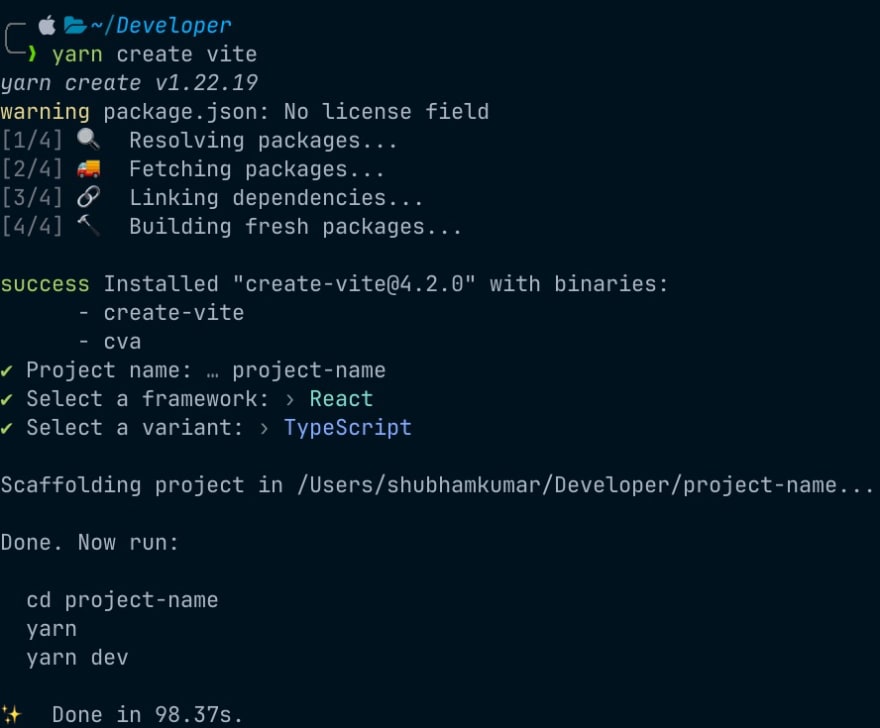 ~/Developer
❯ yarn create vite
yarn create v1.22.19
warning package.json: No license field
[1/4] 🔍 Resolving packages...
[2/4] 🚚 Fetching packages...
[3/4] 🔗 Linking dependencies...
[4/4] 🔨 Building fresh packages...
success Installed "create-vite@4.2.0" with binaries:
- create-vite
- cva
✔ Project name: … project-name
✔ Select a framework: › React
✔ Select a variant: › TypeScript
Scaffolding project in /Users/shubhamkumar/Developer/project-name...
Done. Now run:
cd project-name
yarn
yarn dev
✨ Done in 98.37s.